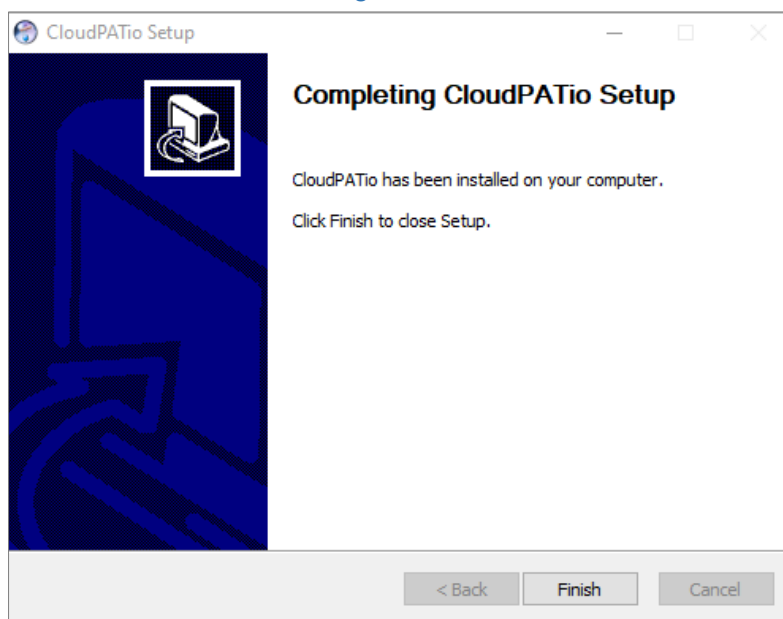 CloudPATio Setup
Completing CloudPATio Setup
CloudPATio has been installed on your computer.
Click Finish to close Setup.
< Back Finish Cancel